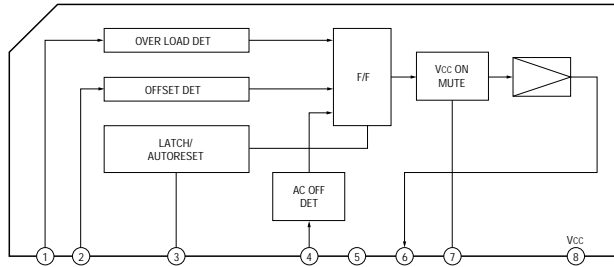 OVER LOAD DET
OFFSET DET
LATCH/
AUTORESET
F/F
VCC ON
MUTE
AC OFF
DET
VCC
1 2 3 4 5 6 7 8